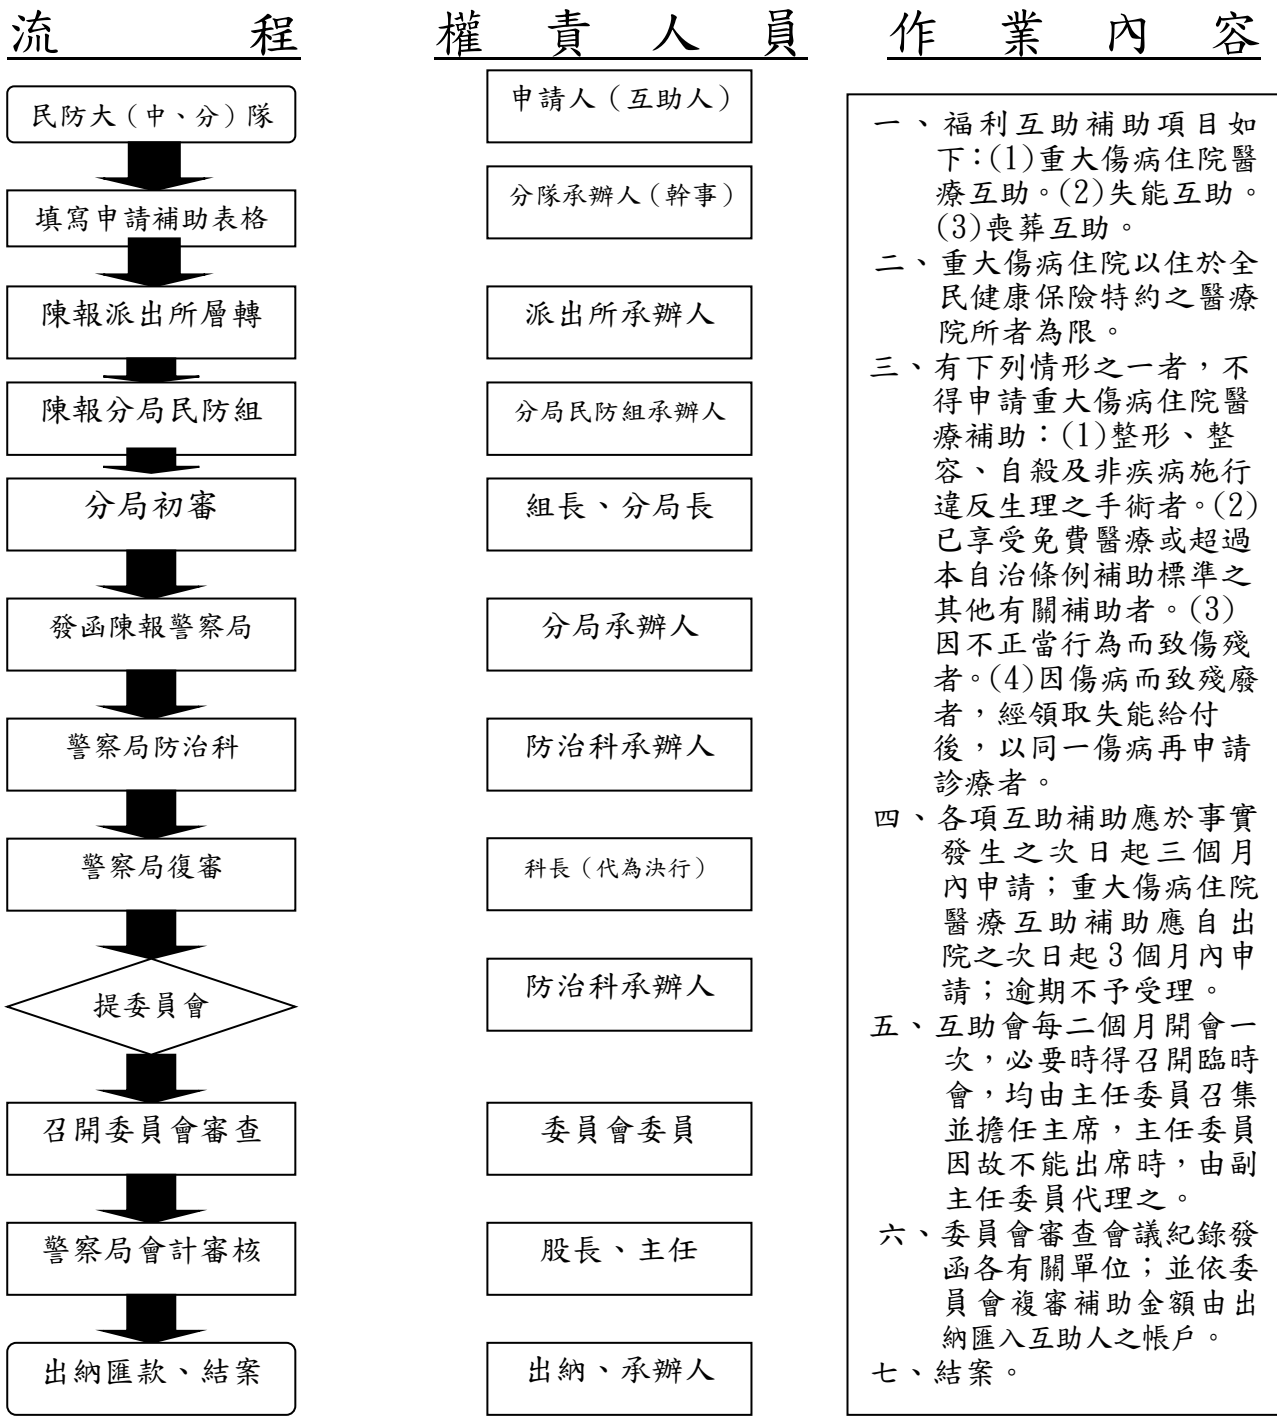 流程
權責人員
作業內容
民防大（中、分）隊
填寫申請補助表格
陳報派出所層轉
陳報分局民防組
分局初審
發函陳報警察局
警察局防治科
警察局復審
提委員會
召開委員會審查
警察局會計審核
出納匯款、結案
申請人（互助人）
分隊承辦人（幹事）
派出所承辦人
分局民防組承辦人
組長、分局長
分局承辦人
防治科承辦人
科長（代為決行）
防治科承辦人
委員會委員
股長、主任
出納、承辦人
一、福利互助補助項目如
下：(1)重大傷病住院醫
療互助。(2)失能互助。
(3)喪葬互助。
二、重大傷病住院以住於全
民健康保險特約之醫療
院所者為限。
三、有下列情形之一者，不
得申請重大傷病住院醫
療補助：(1)整形、整
容、自殺及非疾病施行
違反生理之手術者。(2)
已享受免費醫療或超過
本自治條例補助標準之
其他有關補助者。(3)
因不正當行為而致傷殘
者。(4)因傷病而致殘廢
者，經領取失能給付
後，以同一傷病再申請
診療者。
四、各項互助補助應於事實
發生之次日起三個月
內申請；重大傷病住院
醫療互助補助應自出
院之次日起3個月內申
請；逾期不予受理。
五、互助會每二個月開會一
次，必要時得召開臨時
會，均由主任委員召集
並擔任主席，主任委員
因故不能出席時，由副
主任委員代理之。
六、委員會審查會議紀錄發
函各有關單位；並依委
員會複審補助金額由出
納匯入互助人之帳戶。
七、結案。